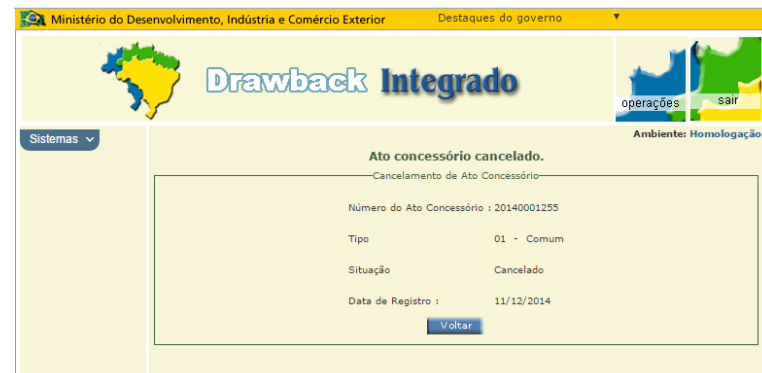 Ministério do Desenvolvimento, Indústria e Comércio Exterior Destaques do governo
Drawback Integrado
operações sair
Sistemas
Ambiente: Homologação
Ato concessório cancelado.
Cancelamento de Ato Concessório
Número do Ato Concessório : 20140001255
Tipo 01 - Comum
Situação Cancelado
Data de Registro : 11/12/2014
Voltar